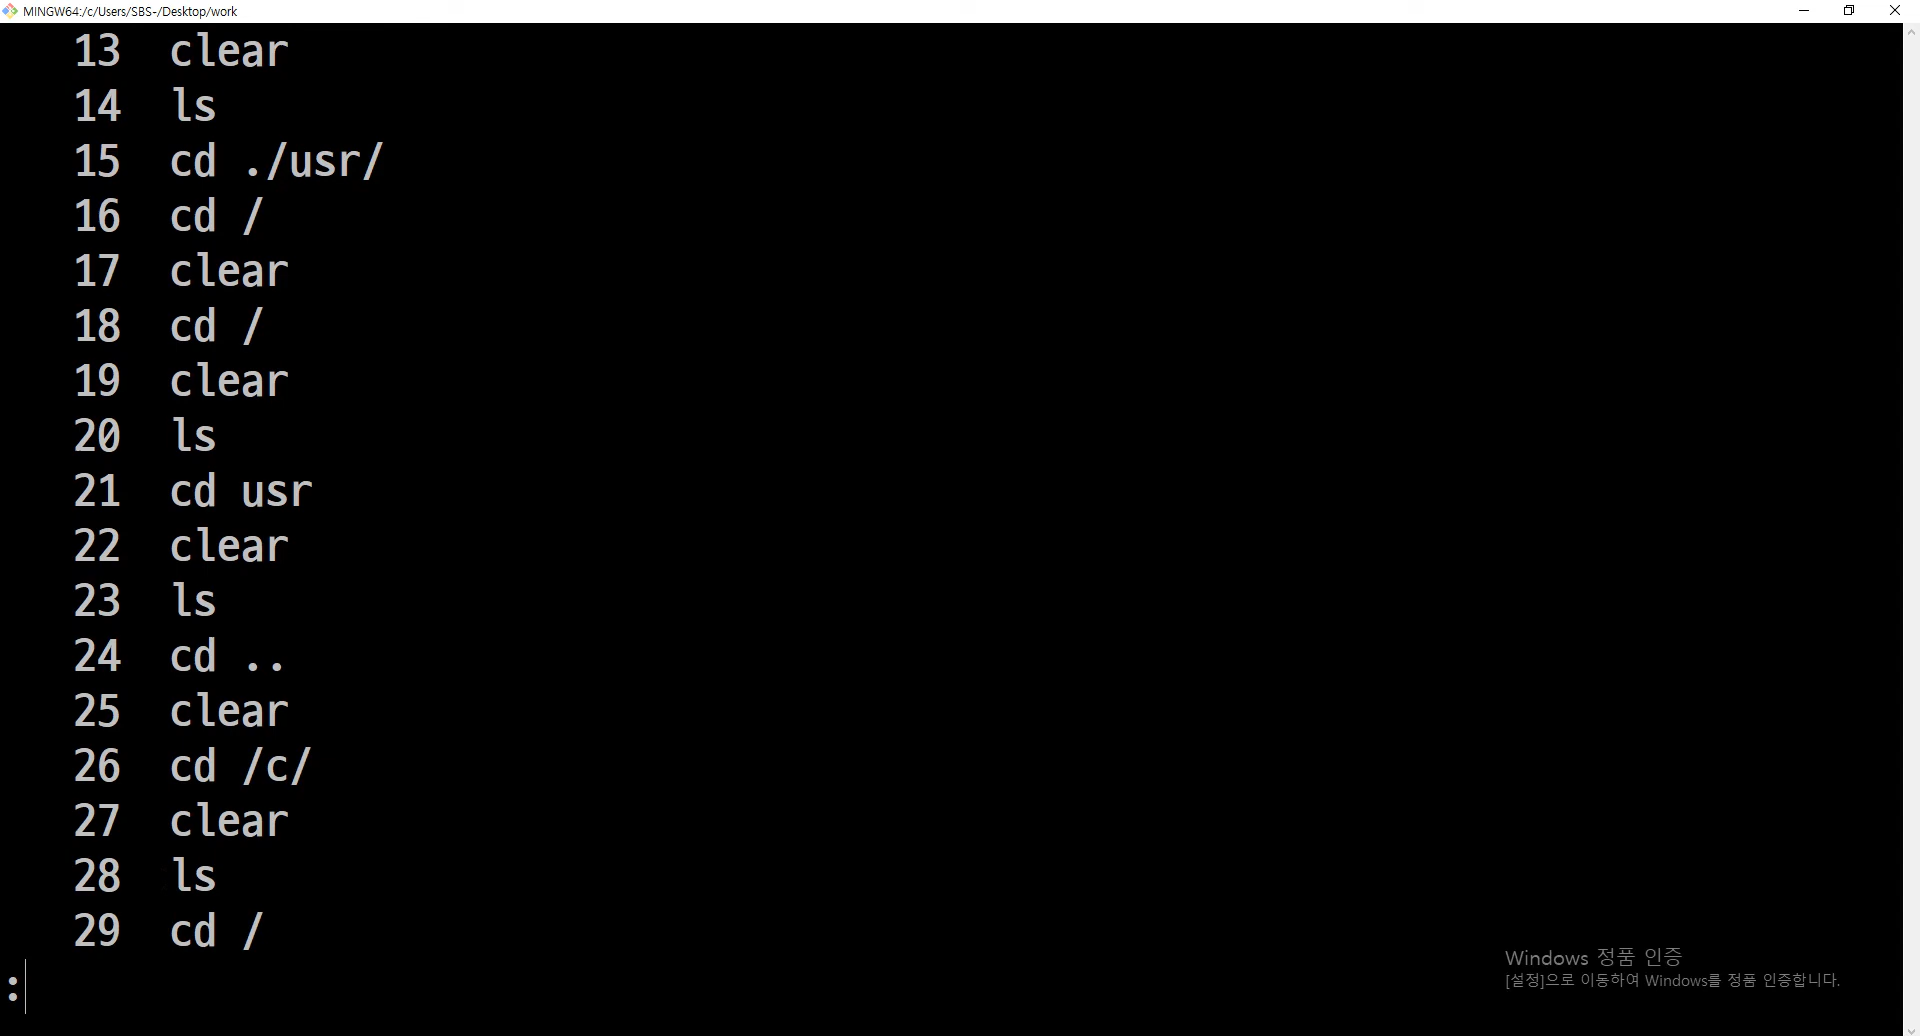 MINGW64:/c/Users/SBS-/Desktop/work
13 clear
14 ls
15 cd ./usr/
16 cd /
17 clear
18 cd /
19 clear
20 ls
21 cd usr
22 clear
23 ls
24 cd ..
25 clear
26 cd /c/
27 clear
28 ls
29 cd /
:
Windows 정품 인증
[설정]으로 이동하여 Windows를 정품 인증합니다.